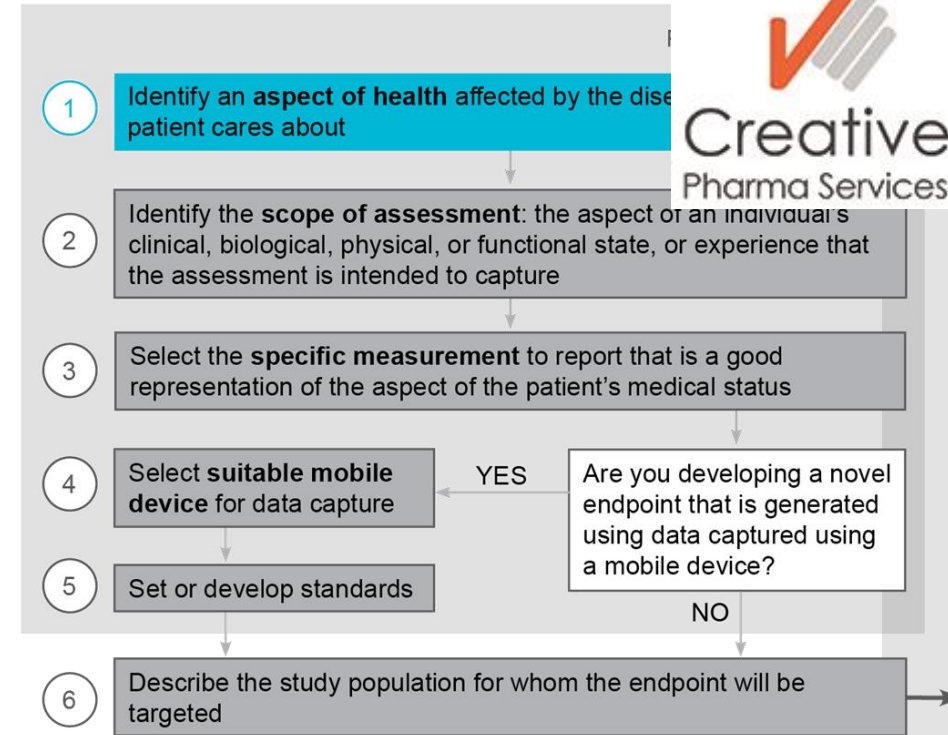 Creative
Pharma Services
1
Identify an aspect of health affected by the
patient cares about
2
Identify the scope of assessment: the aspect of an individual's
clinical, biological, physical, or functional state, or experience that
the assessment is intended to capture
3
Select the specific measurement to report that is a good
representation of the aspect of the patient’s medical status
4
Select suitable mobile
device for data capture
YES
Are you developing a novel
endpoint that is generated
using data captured using
a mobile device?
5
Set or develop standards
NO
6
Describe the study population for whom the endpoint will be
targeted